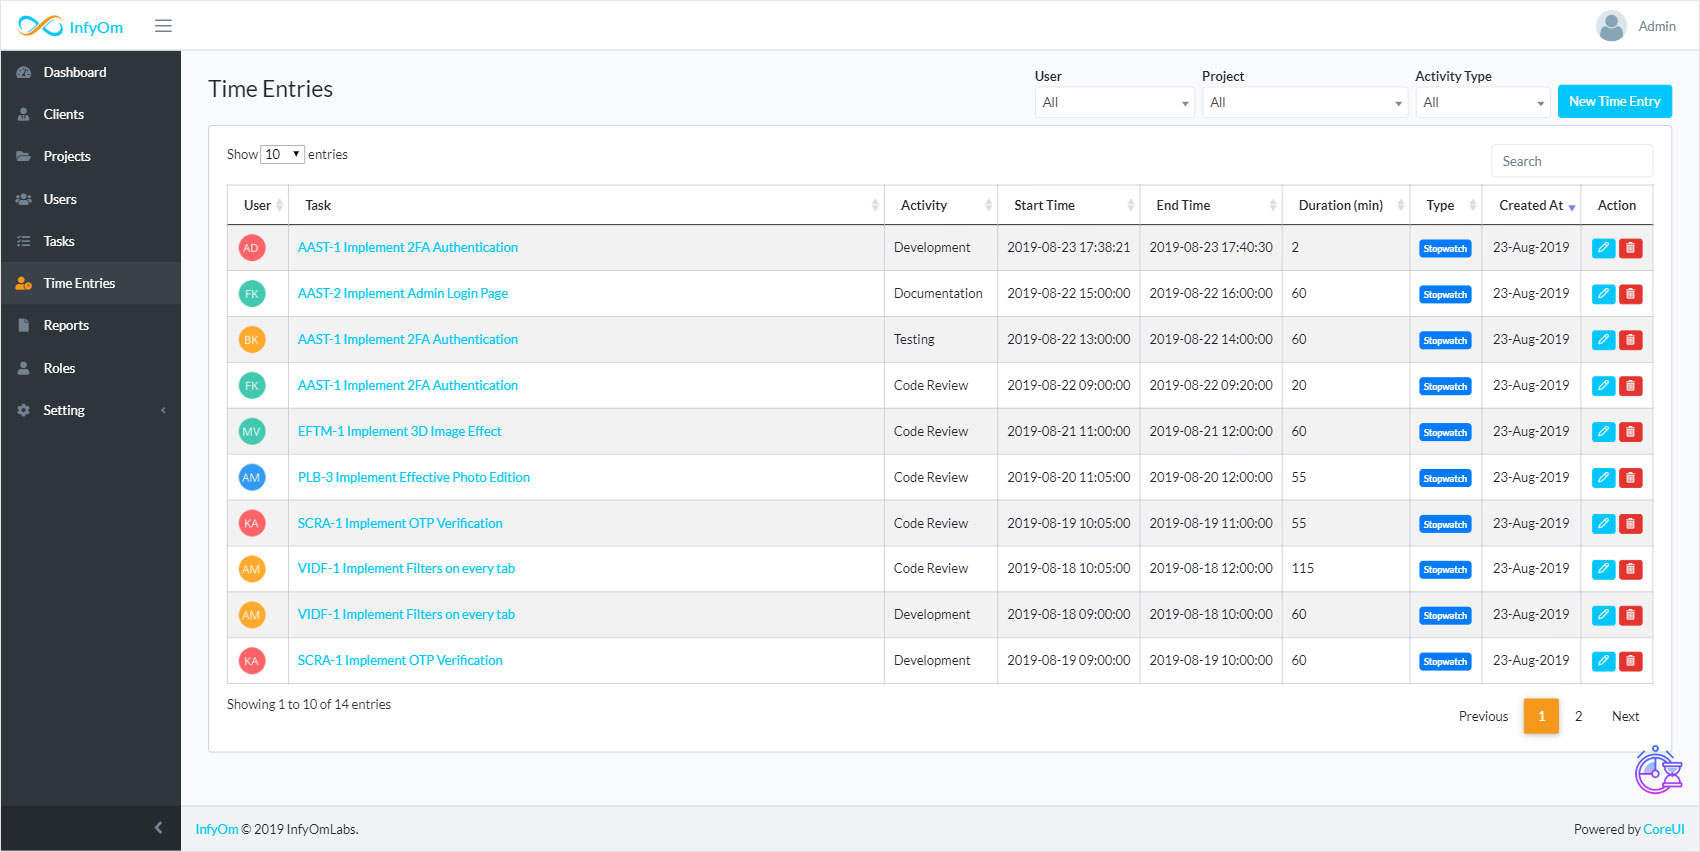 InfyOm
Admin
Dashboard
Clients
Projects
Users
Tasks
Time Entries
Reports
Roles
Setting
Time Entries
User Project Activity Type
All All All New Time Entry
Show 10 entries
Search
User Task Activity Start Time End Time Duration (min) Type Created At Action
AD AAST-1 Implement 2FA Authentication Development 2019-08-23 17:38:21 2019-08-23 17:40:30 2 Stopwatch 23-Aug-2019
FK AAST-2 Implement Admin Login Page Documentation 2019-08-22 15:00:00 2019-08-22 16:00:00 60 Stopwatch 23-Aug-2019
BK AAST-1 Implement 2FA Authentication Testing 2019-08-22 13:00:00 2019-08-22 14:00:00 60 Stopwatch 23-Aug-2019
FK AAST-1 Implement 2FA Authentication Code Review 2019-08-22 09:00:00 2019-08-22 09:20:00 20 Stopwatch 23-Aug-2019
MV EFTM-1 Implement 3D Image Effect Code Review 2019-08-21 11:00:00 2019-08-21 12:00:00 60 Stopwatch 23-Aug-2019
AM PLB-3 Implement Effective Photo Edition Code Review 2019-08-20 11:05:00 2019-08-20 12:00:00 55 Stopwatch 23-Aug-2019
KA SCRA-1 Implement OTP Verification Code Review 2019-08-19 10:05:00 2019-08-19 11:00:00 55 Stopwatch 23-Aug-2019
AM VIDF-1 Implement Filters on every tab Code Review 2019-08-18 10:05:00 2019-08-18 12:00:00 115 Stopwatch 23-Aug-2019
AM VIDF-1 Implement Filters on every tab Development 2019-08-18 09:00:00 2019-08-18 10:00:00 60 Stopwatch 23-Aug-2019
KA SCRA-1 Implement OTP Verification Development 2019-08-19 09:00:00 2019-08-19 10:00:00 60 Stopwatch 23-Aug-2019
Showing 1 to 10 of 14 entries
Previous 1 2 Next
InfyOm © 2019 InfyOmLabs.
Powered by CoreUI